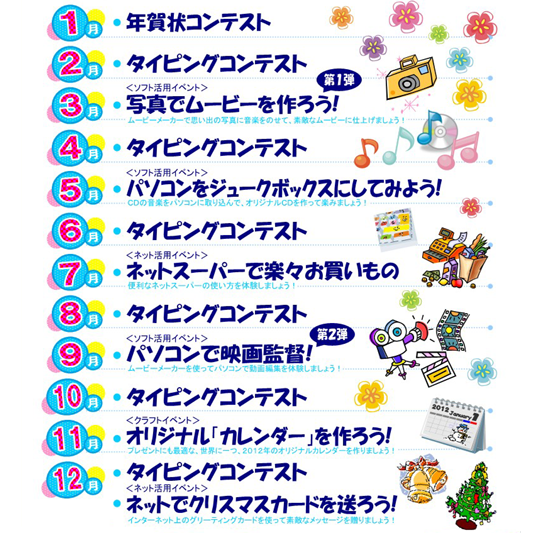 1月
年賀状コンテスト
2月
タイピングコンテスト
第1弾
3月
<ソフト活用イベント>
写真でムービーを作ろう!
ムービーメーカーで思い出の写真に音楽をのせて、素敵なムービーに仕上げましょう!
4月
タイピングコンテスト
5月
<ソフト活用イベント>
パソコンをジュークボックスにしてみよう!
CDの音楽をパソコンに取り込んで、オリジナルCDを作って楽みましょう!
6月
タイピングコンテスト
7月
<ネット活用イベント>
ネットスーパーで楽々お買いもの
便利なネットスーパーの使い方を体験しましょう!
8月
タイピングコンテスト
第2弾
9月
<ソフト活用イベント>
パソコンで映画監督!
ムービーメーカーを使ってパソコンで動画編集を体験しましょう!
10月
タイピングコンテスト
11月
<クラフトイベント>
オリジナル「カレンダー」を作ろう!
プレゼントにも最適な、世界に一つ、2012年のオリジナルカレンダーを作りましょう!
2012 January
12月
タイピングコンテスト
<ネット活用イベント>
ネットでクリスマスカードを送ろう!
インターネット上のグリーティングカードを使って素敵なメッセージを贈りましょう!